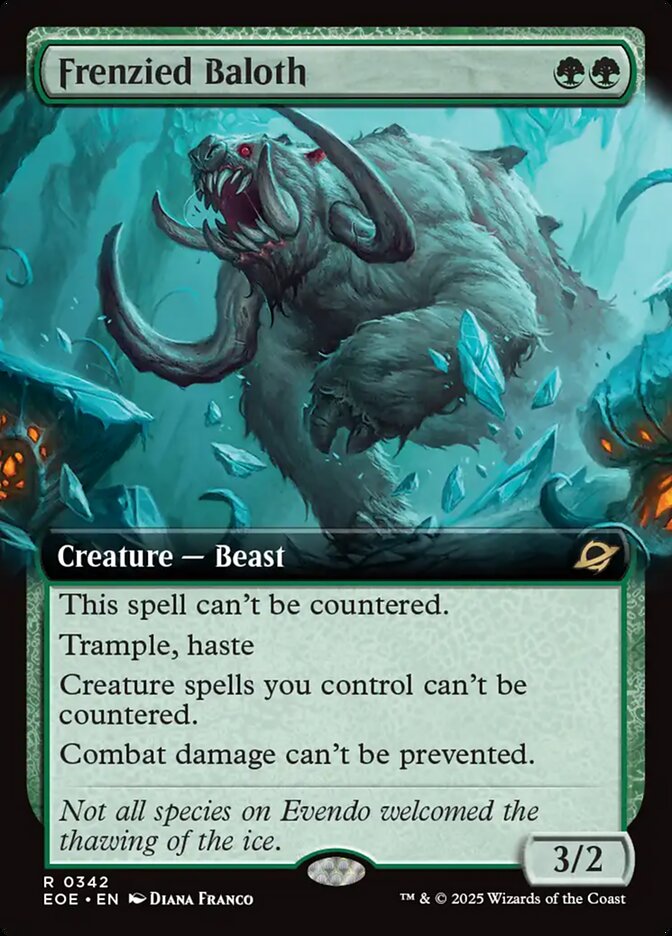 Frenzied Baloth
Creature — Beast
This spell can't be countered.
Trample, haste
Creature spells you control can't be
countered.
Combat damage can't be prevented.
Not all species on Evendo welcomed the
thawing of the ice.
3/2
R 0342
EOE • EN Diana Franco
™ & © 2025 Wizards of the Coast